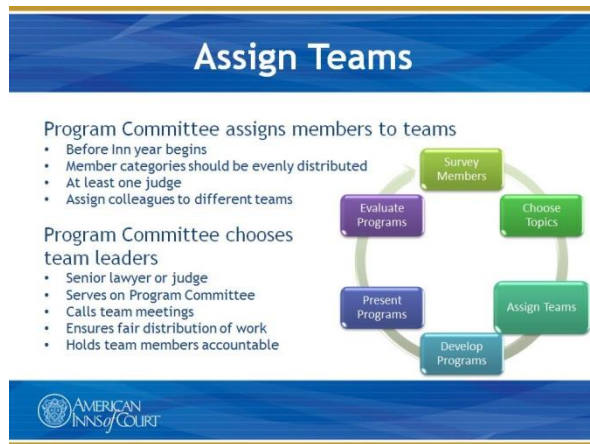 Assign Teams
Program Committee assigns members to teams
• Before Inn year begins
• Member categories should be evenly distributed
• At least one judge
• Assign colleagues to different teams
Program Committee chooses
team leaders
• Senior lawyer or judge
• Serves on Program Committee
• Calls team meetings
• Ensures fair distribution of work
• Holds team members accountable
Survey
Members
Choose
Topics
Assign Teams
Develop
Programs
Present
Programs
Evaluate
Programs
AMERICAN
INNS of COURT